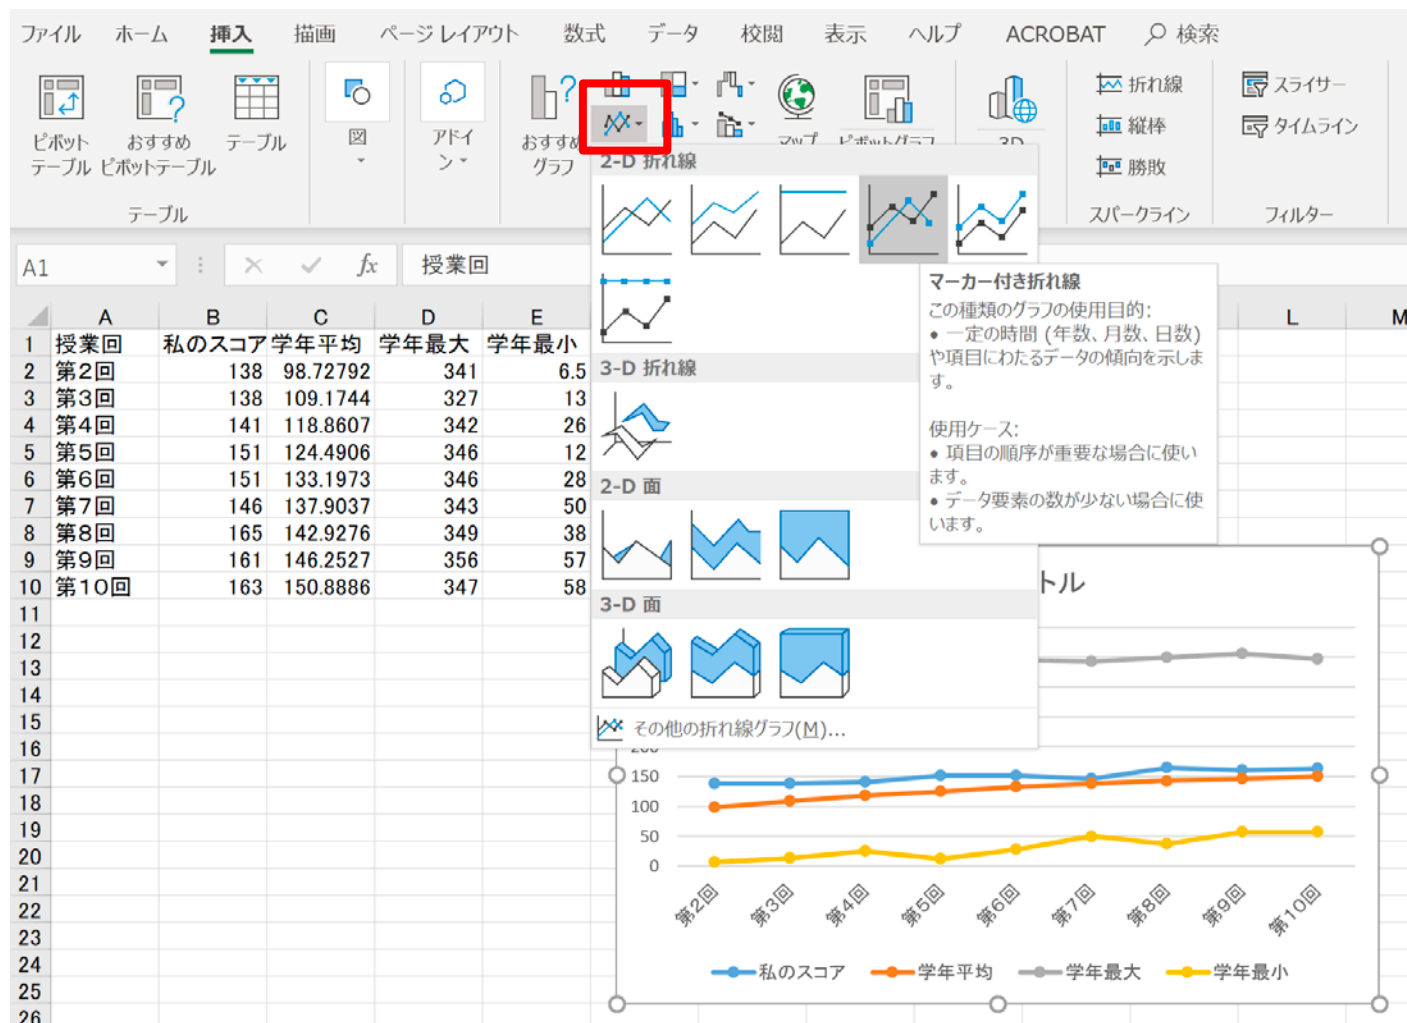 ファイル ホーム 挿入 描画 ページ レイアウト 数式 データ 校閲 表示 ヘルプ ACROBAT 検索
ピボット
テーブル
おすすめ
ピボットテーブル
テーブル
図
アドイ
ン
おすすめ
グラフ
マップ
ピボットグラフ
3D
折れ線
縦棒
勝敗
スライサー
タイムライン
テーブル
スパークライン
フィルター
A1
fx
授業回
2-D 折れ線
マーカー付き折れ線
この種類のグラフの使用目的:
• 一定の時間 (年数、月数、日数)
や項目にわたるデータの傾向を示しま
す。
使用ケース:
• 項目の順序が重要な場合に使い
ます。
• データ要素の数が少ない場合に使
います。
3-D 折れ線
2-D 面
3-D 面
その他の折れ線グラフ(M)...
A B C D E L M
1 授業回 私のスコア 学年平均 学年最大 学年最小
2 第2回 138 98.72792 341 6.5
3 第3回 138 109.1744 327 13
4 第4回 141 118.8607 342 26
5 第5回 151 124.4906 346 12
6 第6回 151 133.1973 346 28
7 第7回 146 137.9037 343 50
8 第8回 165 142.9276 349 38
9 第9回 161 146.2527 356 57
10 第10回 163 150.8886 347 58
11
12
13
14
15
16
17
18
19
20
21
22
23
24
25
26
トル
200
150
100
50
0
第2回 第3回 第4回 第5回 第6回 第7回 第8回 第9回 第10回
私のスコア 学年平均 学年最大 学年最小